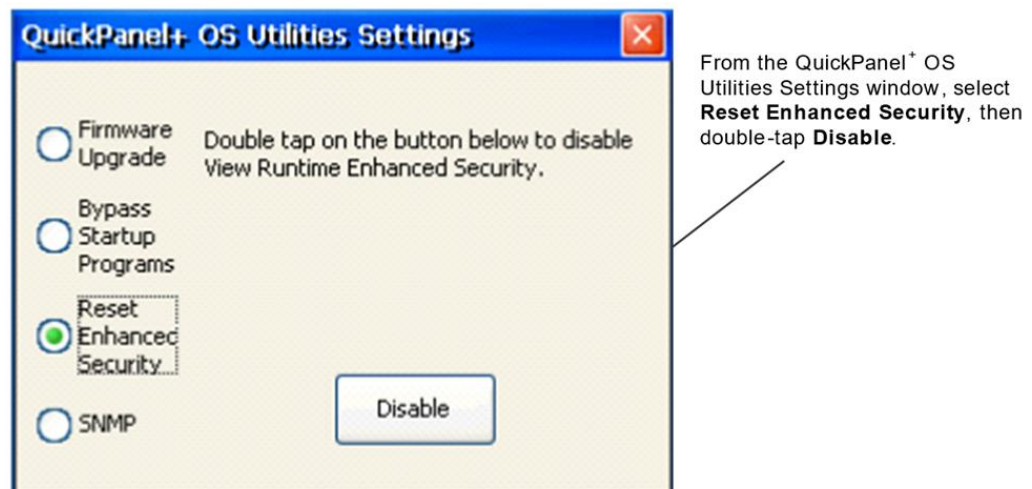 QuickPanel+ OS Utilities Settings
Firmware
Upgrade
Double tap on the button below to disable
View Runtime Enhanced Security.
Bypass
Startup
Programs
Reset
Enhanced
Security
SNMP
Disable
From the QuickPanel⁺ OS
Utilities Settings window, select
Reset Enhanced Security, then
double-tap Disable.